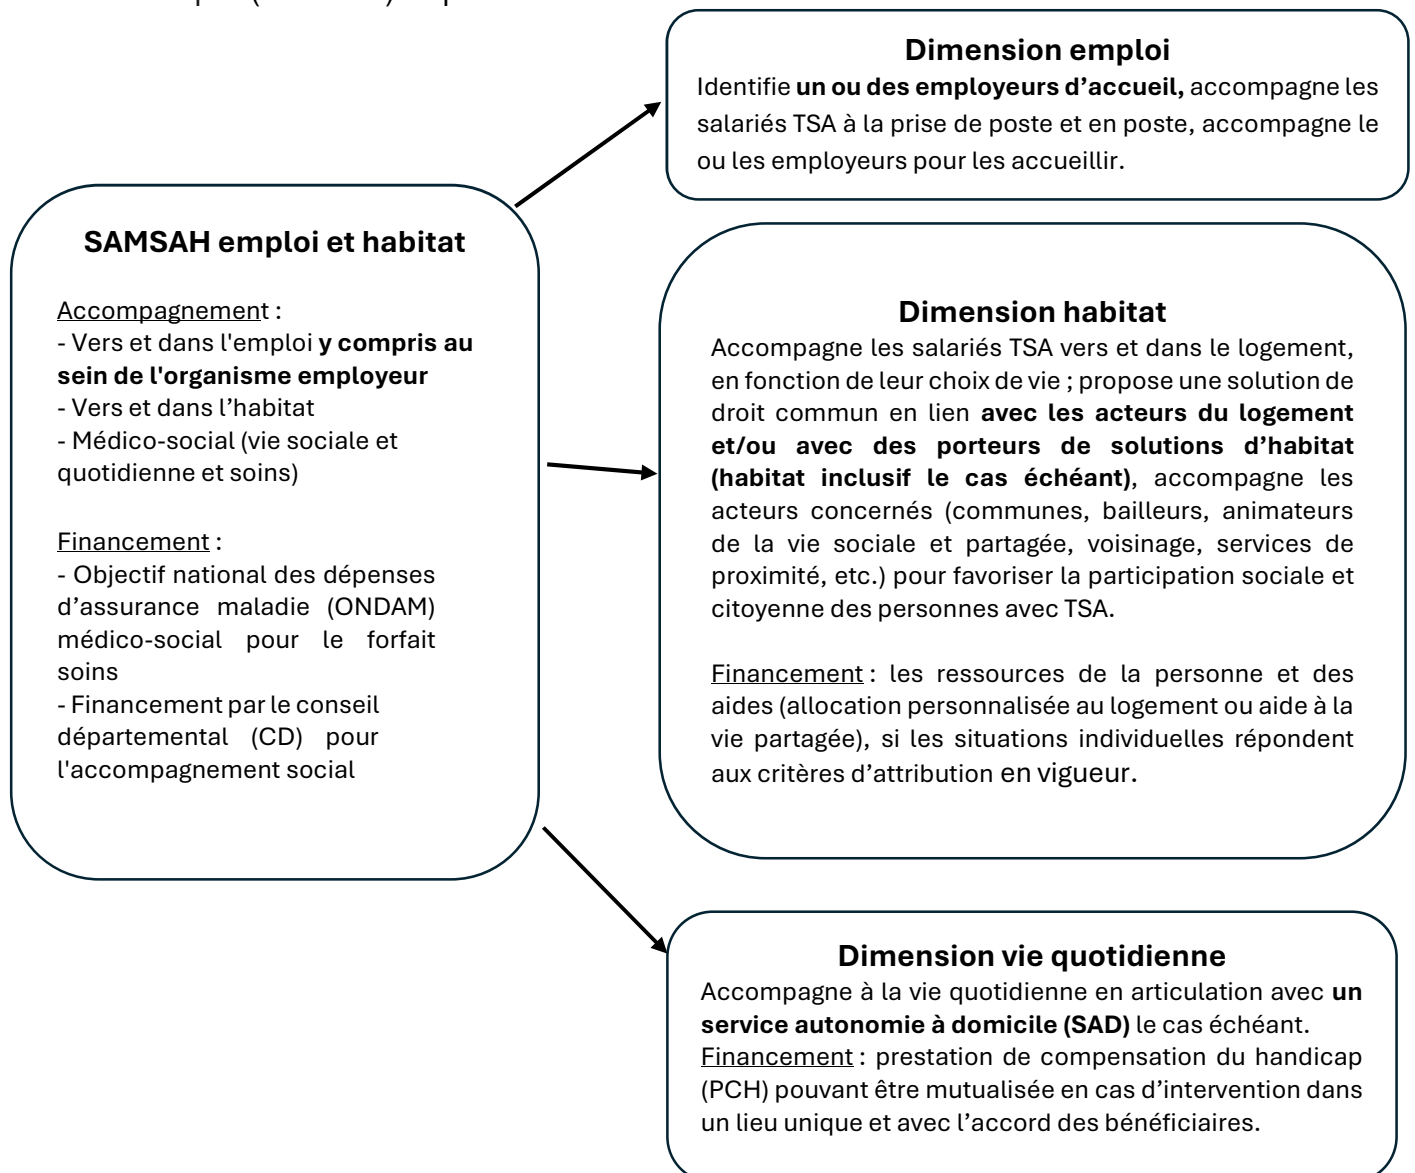 SAMSAH emploi et habitat
Accompagnement :
- Vers et dans l'emploi y compris au
sein de l'organisme employeur
- Vers et dans l’habitat
- Médico-social (vie sociale et
quotidienne et soins)
Financement :
- Objectif national des dépenses
d’assurance maladie (ONDAM)
médico-social pour le forfait
soins
- Financement par le conseil
départemental (CD) pour
l'accompagnement social
Dimension emploi
Identifie un ou des employeurs d’accueil, accompagne les
salariés TSA à la prise de poste et en poste, accompagne le
ou les employeurs pour les accueillir.
Dimension habitat
Accompagne les salariés TSA vers et dans le logement,
en fonction de leur choix de vie ; propose une solution de
droit commun en lien avec les acteurs du logement
et/ou avec des porteurs de solutions d’habitat
(habitat inclusif le cas échéant), accompagne les
acteurs concernés (communes, bailleurs, animateurs
de la vie sociale et partagée, voisinage, services de
proximité, etc.) pour favoriser la participation sociale et
citoyenne des personnes avec TSA.
Financement : les ressources de la personne et des
aides (allocation personnalisée au logement ou aide à la
vie partagée), si les situations individuelles répondent
aux critères d’attribution en vigueur.
Dimension vie quotidienne
Accompagne à la vie quotidienne en articulation avec un
service autonomie à domicile (SAD) le cas échéant.
Financement : prestation de compensation du handicap
(PCH) pouvant être mutualisée en cas d’intervention dans
un lieu unique et avec l’accord des bénéficiaires.